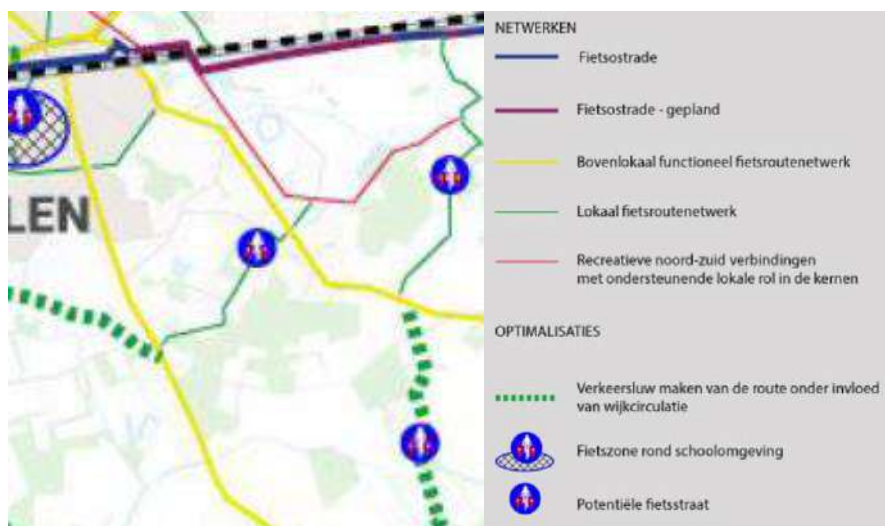 LEN
NETWERKEN
Fietsostrade
Fietsostrade - gepland
Bovenlokaal functioneel fietsroutenetwerk
Lokaal fietsroutenetwerk
Recreatieve noord-zuid verbindingen
met ondersteunende lokale rol in de kernen
OPTIMALISATIES
Verkeersluw maken van de route onder invloed
van wijkcirculatie
Fietszone rond schoolomgeving
Potentiële fietsstraat